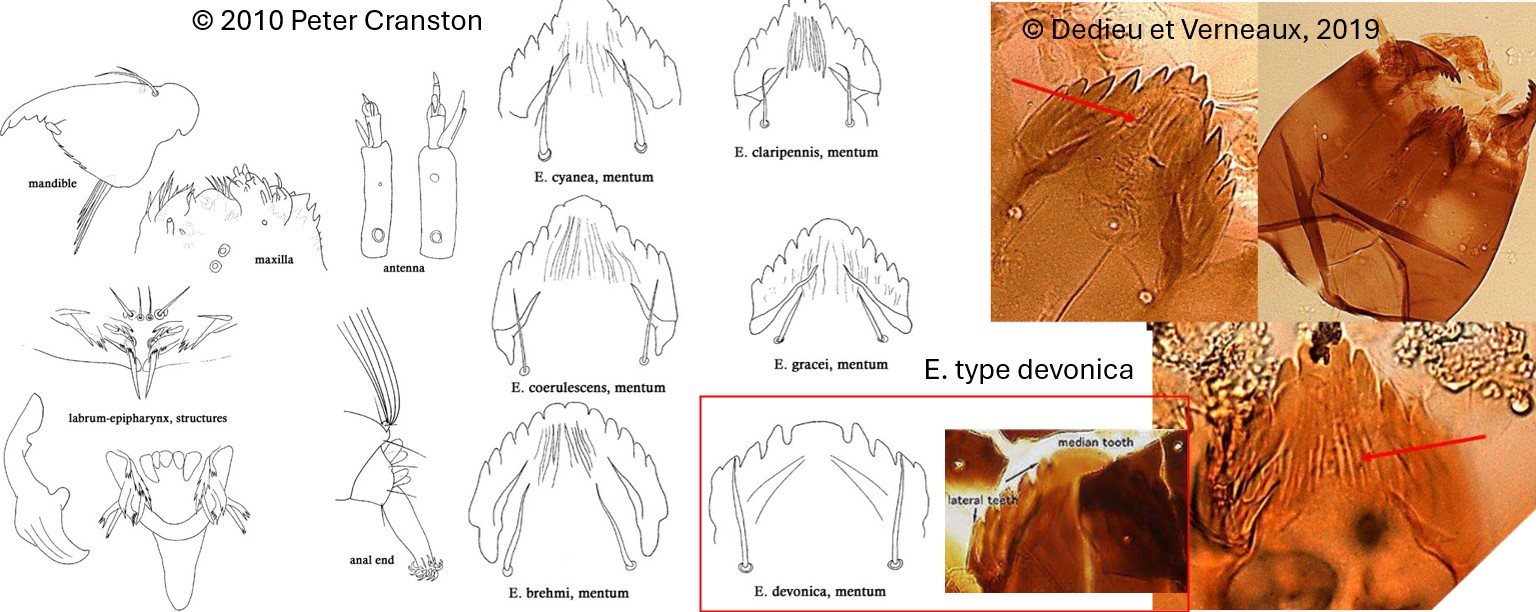 © 2010 Peter Cranston
© Dedieu et Verneaux, 2019
mandible
maxilla
antenna
E. cyanea, mentum
E. claripennis, mentum
labrum-epipharynx, structures
E. coerulescens, mentum
E. gracei, mentum
E. type devonica
anal end
E. brehmi, mentum
E. devonica, mentum
median tooth
lateral teeth